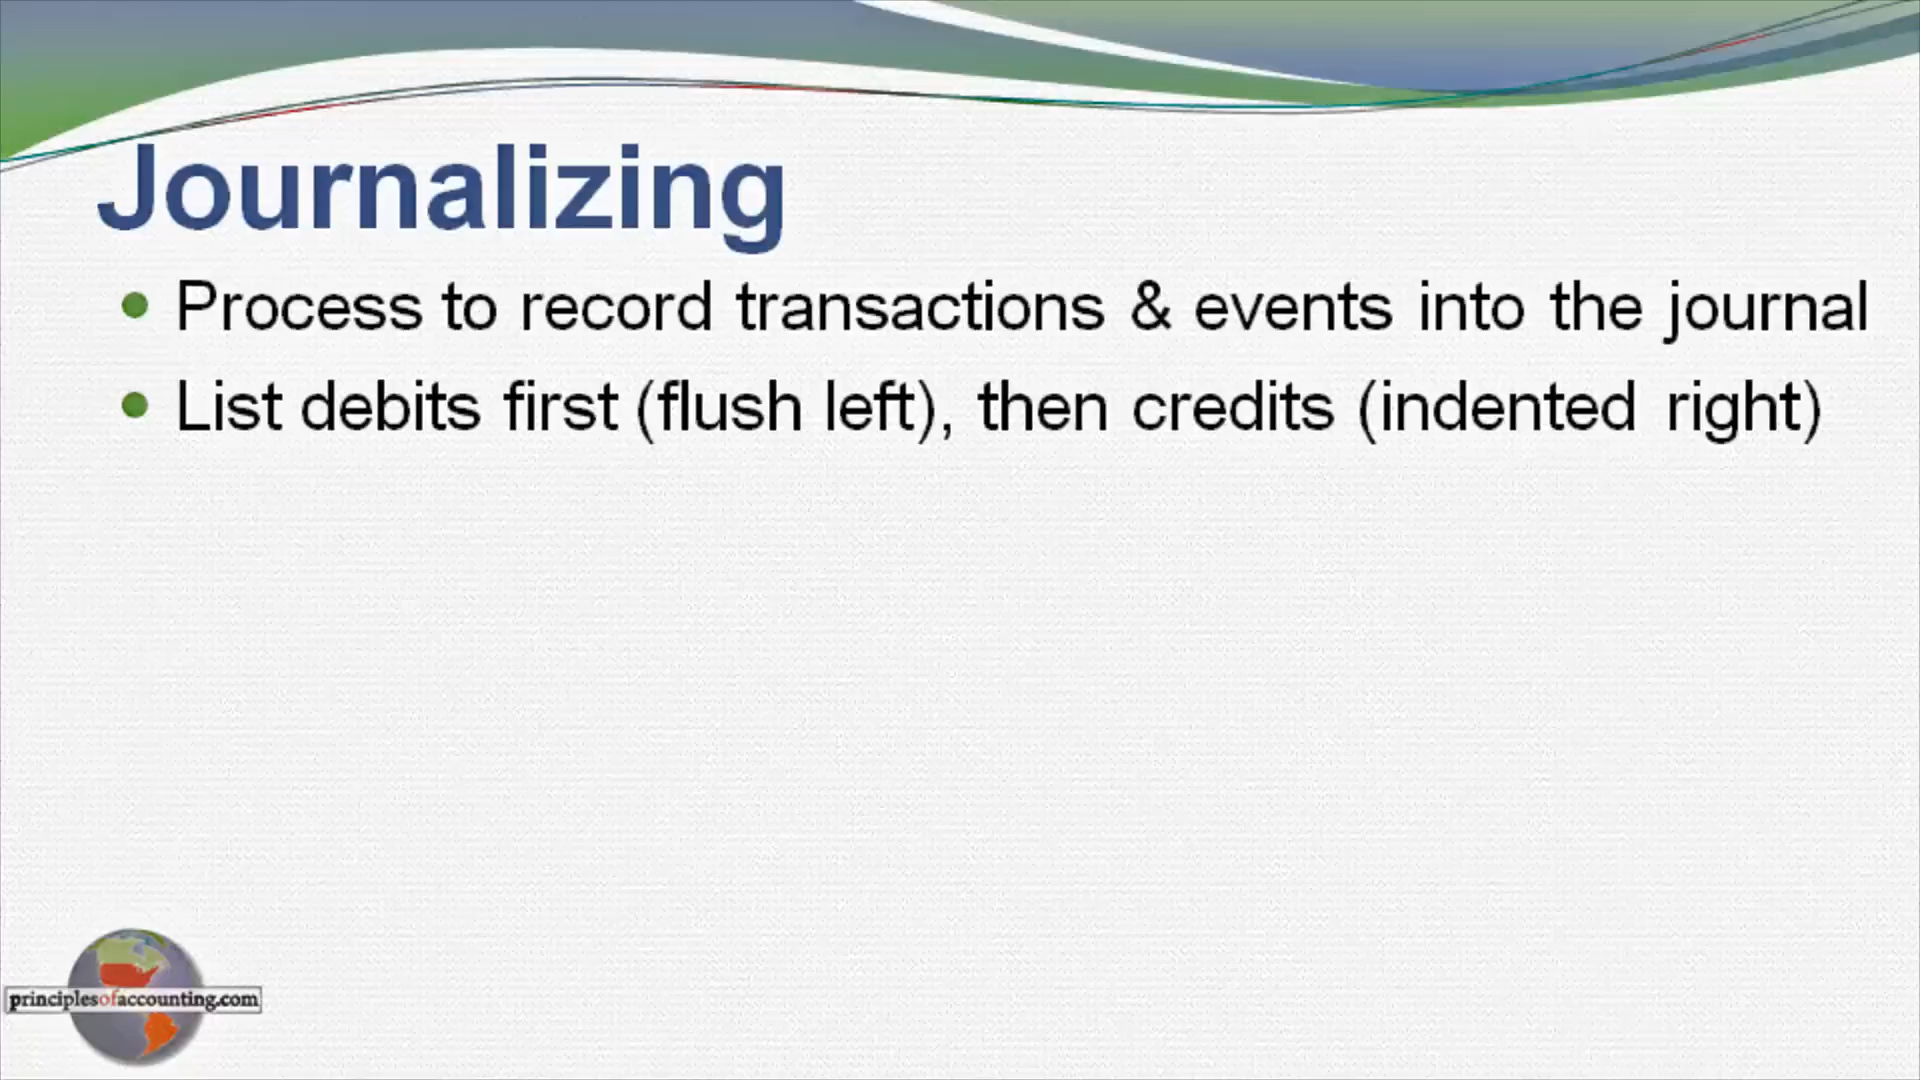 Journalizing
Process to record transactions & events into the journal
List debits first (flush left), then credits (indented right)
principlesofaccounting.com